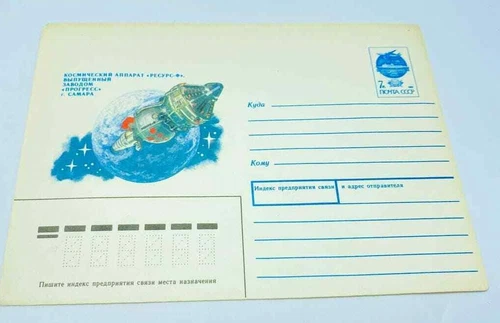 КОСМИЧЕСКИЙ АППАРАТ «РЕСУРС-Ф»,
ВЫПУЩЕННЫЙ
ЗАВОДОМ
«ПРОГРЕСС»
г. САМАРА
7к
ПОЧТА СССР
Куда
Кому
Индекс предприятия связи и адрес отправителя
Пишите индекс предприятия связи места назначения